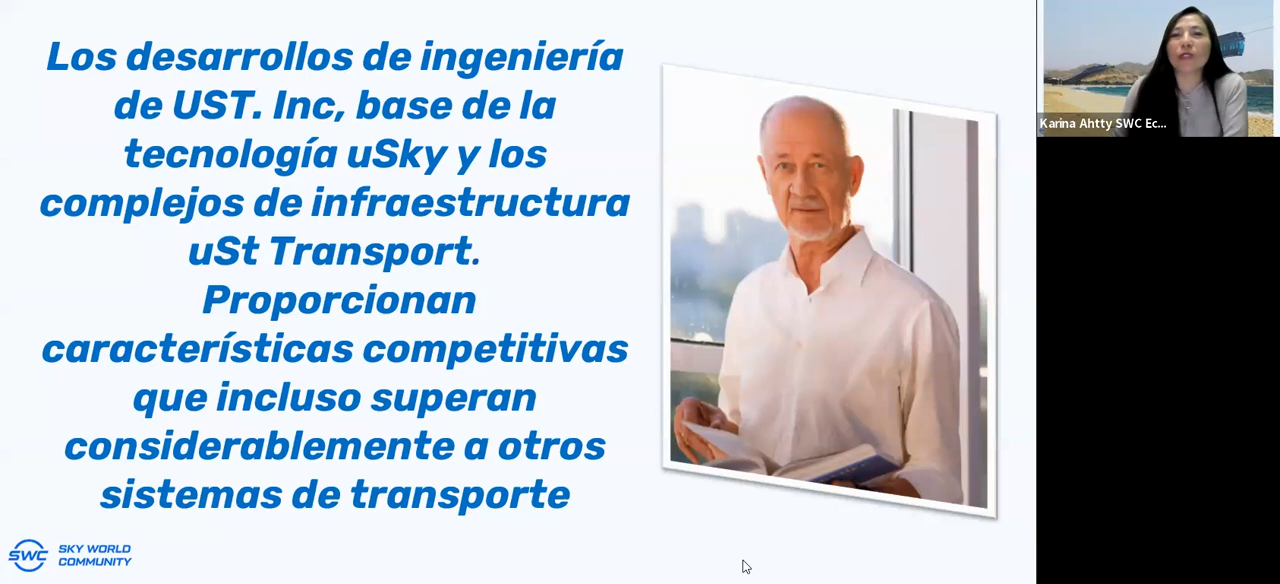 Los desarrollos de ingeniería
de UST. Inc, base de la
tecnología uSky y los
complejos de infraestructura
uSt Transport.
Proporcionan
características competitivas
que incluso superan
considerablemente a otros
sistemas de transporte
SWC SKY WORLD
COMMUNITY
Karina Ahtty SWC Ec...